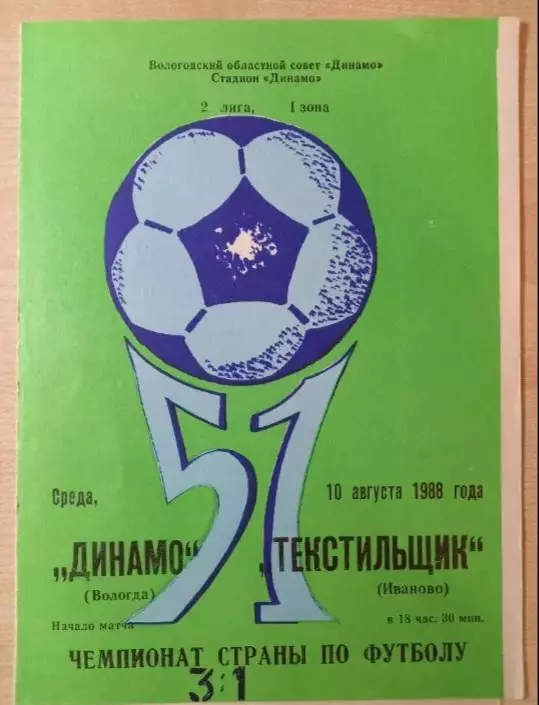 Вологодский областной совет «Динамо»
Стадион «Динамо»
2 лига, I зона
51
Среда, 10 августа 1988 года
„ДИНАМО" „ТЕКСТИЛЬЩИК"
(Вологда) (Иваново)
Начало матча в 18 час. 30 мин.
ЧЕМПИОНАТ СТРАНЫ ПО ФУТБОЛУ
3:1